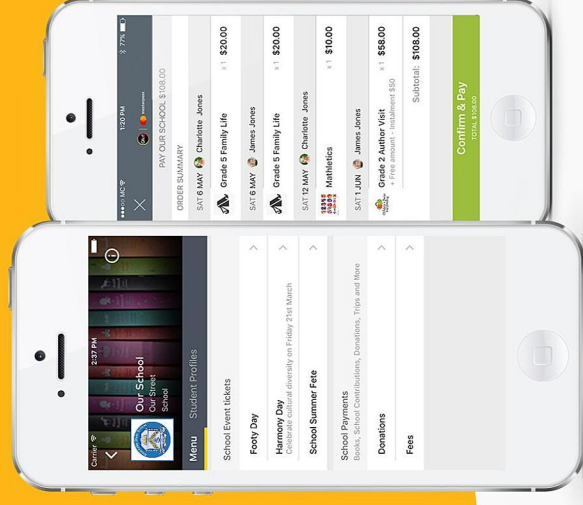 Carrier
2:37 PM
Our School
Our Street
School
Menu
Student Profiles
School Event tickets
Footy Day
Harmony Day
Celebrate cultural diversity on Friday 21st March
School Summer Fete
School Payments
Books, School Contributions, Donations, Trips and More
Donations
Fees
MC
1:20 PM
77%
PAY OUR SCHOOL $108.00
ORDER SUMMARY
SAT 6 MAY Charlotte Jones
Grade 5 Family Life x 1 $20.00
SAT 6 MAY James Jones
Grade 5 Family Life x 1 $20.00
SAT 12 MAY Charlotte Jones
Mathletics x 1 $10.00
SAT 1 JUN James Jones
Grade 2 Author Visit x 1 $58.00
+ Free amount - Instalment $50
Subtotal: $108.00
Confirm & Pay
TOTAL $108.00